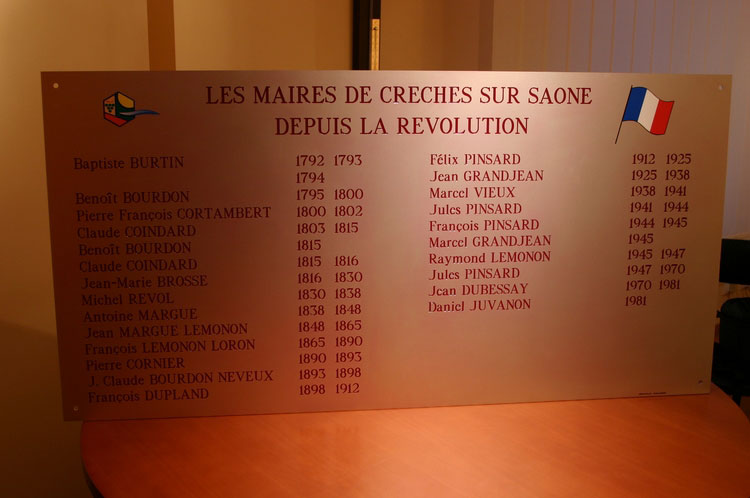 LES MAIRES DE CRECHES SUR SAONE
DEPUIS LA REVOLUTION
Baptiste BURTIN 1792 1793
1794
Benoît BOURDON 1795 1800
Pierre François CORTAMBERT 1800 1802
Claude COINDARD 1803 1815
Benoît BOURDON 1815
Claude COINDARD 1815 1816
Jean-Marie BROSSE 1816 1830
Michel REVOL 1830 1838
Antoine MARGUE 1838 1848
Jean MARGUE LEMONON 1848 1865
François LEMONON LORON 1865 1890
Pierre CORNIER 1890 1893
J. Claude BOURDON NEVEUX 1893 1898
François DUPLAND 1898 1912
Félix PINSARD 1912 1925
Jean GRANDJEAN 1925 1938
Marcel VIEUX 1938 1941
Jules PINSARD 1941 1944
François PINSARD 1944 1945
Marcel GRANDJEAN 1945
Raymond LEMONON 1945 1947
Jules PINSARD 1947 1970
Jean DUBESSAY 1970 1981
Daniel JUVANON 1981